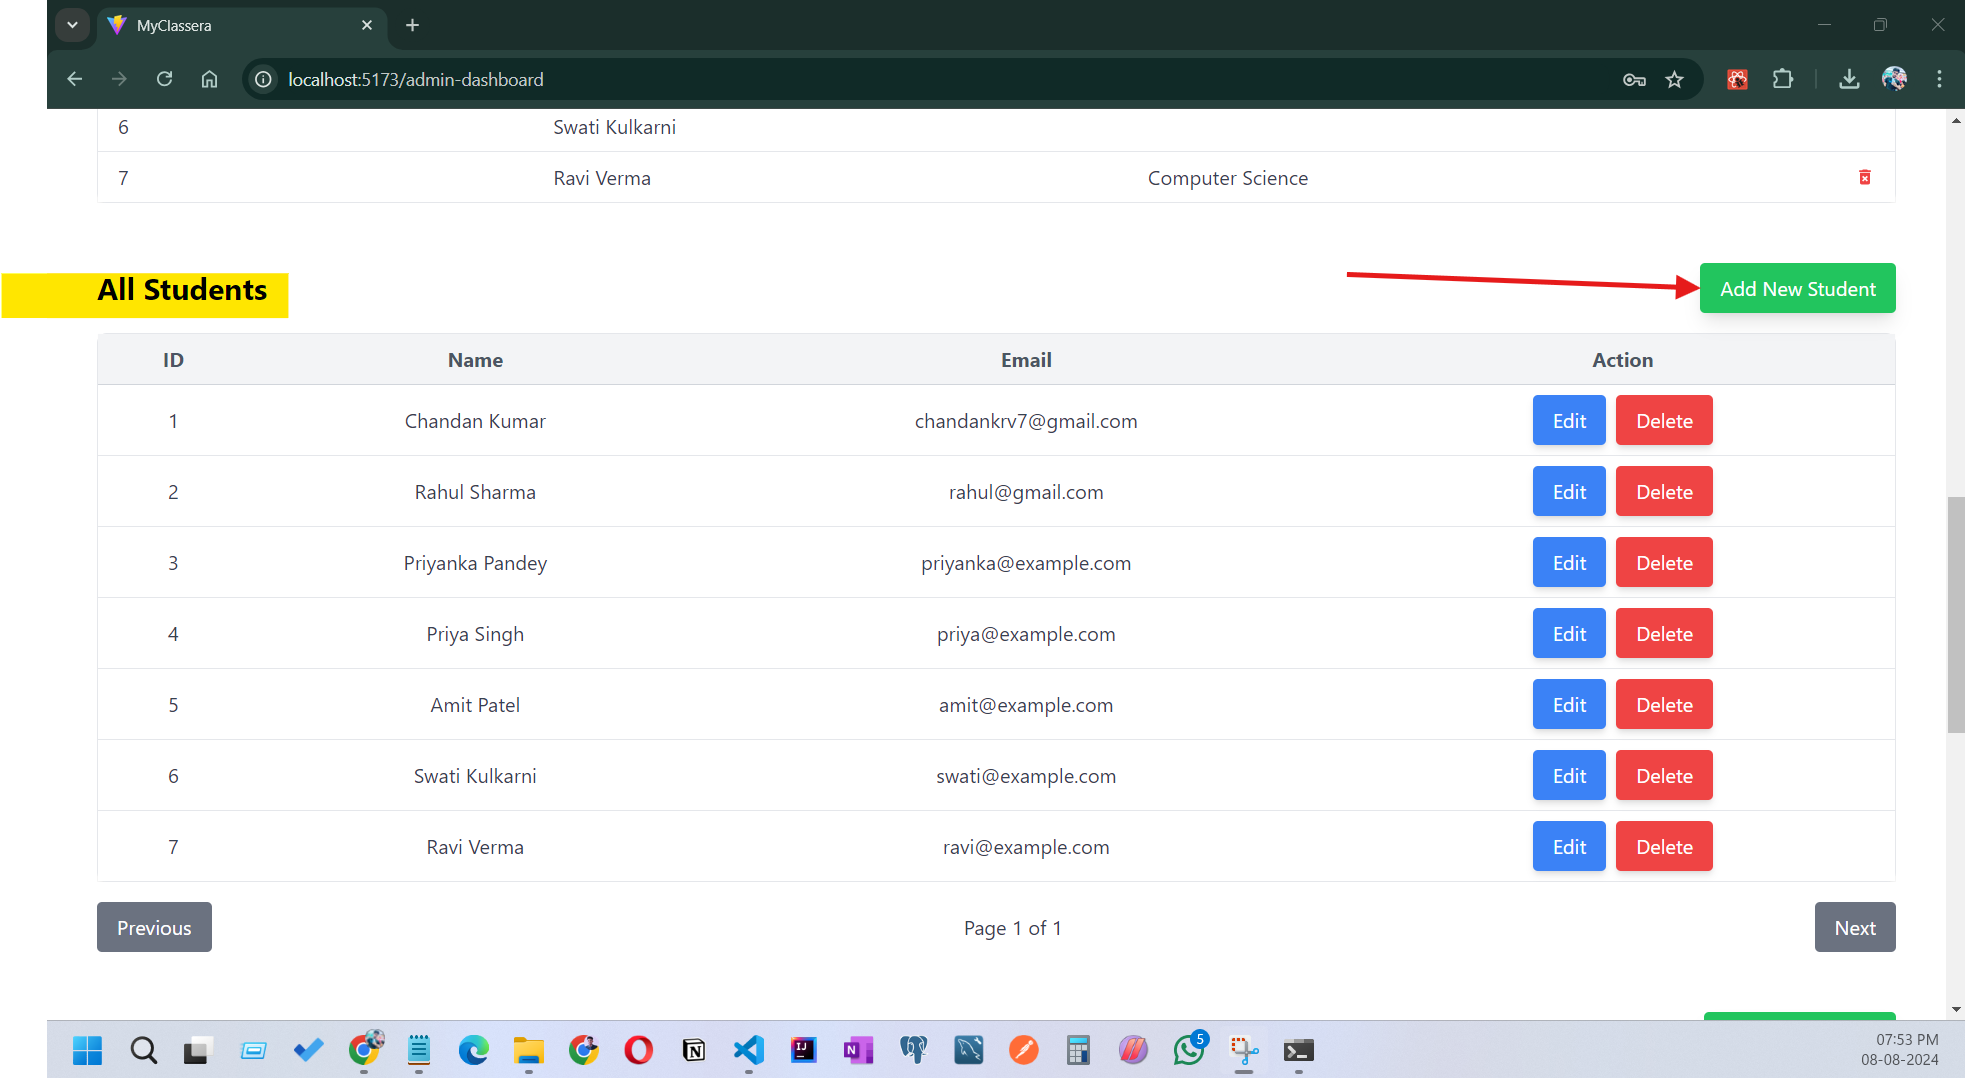 MyClassera
localhost:5173/admin-dashboard
6 Swati Kulkarni
7 Ravi Verma Computer Science
All Students Add New Student
ID Name Email Action
1 Chandan Kumar chandankrv7@gmail.com Edit Delete
2 Rahul Sharma rahul@gmail.com Edit Delete
3 Priyanka Pandey priyanka@example.com Edit Delete
4 Priya Singh priya@example.com Edit Delete
5 Amit Patel amit@example.com Edit Delete
6 Swati Kulkarni swati@example.com Edit Delete
7 Ravi Verma ravi@example.com Edit Delete
Previous Page 1 of 1 Next
5
07:53 PM
08-08-2024